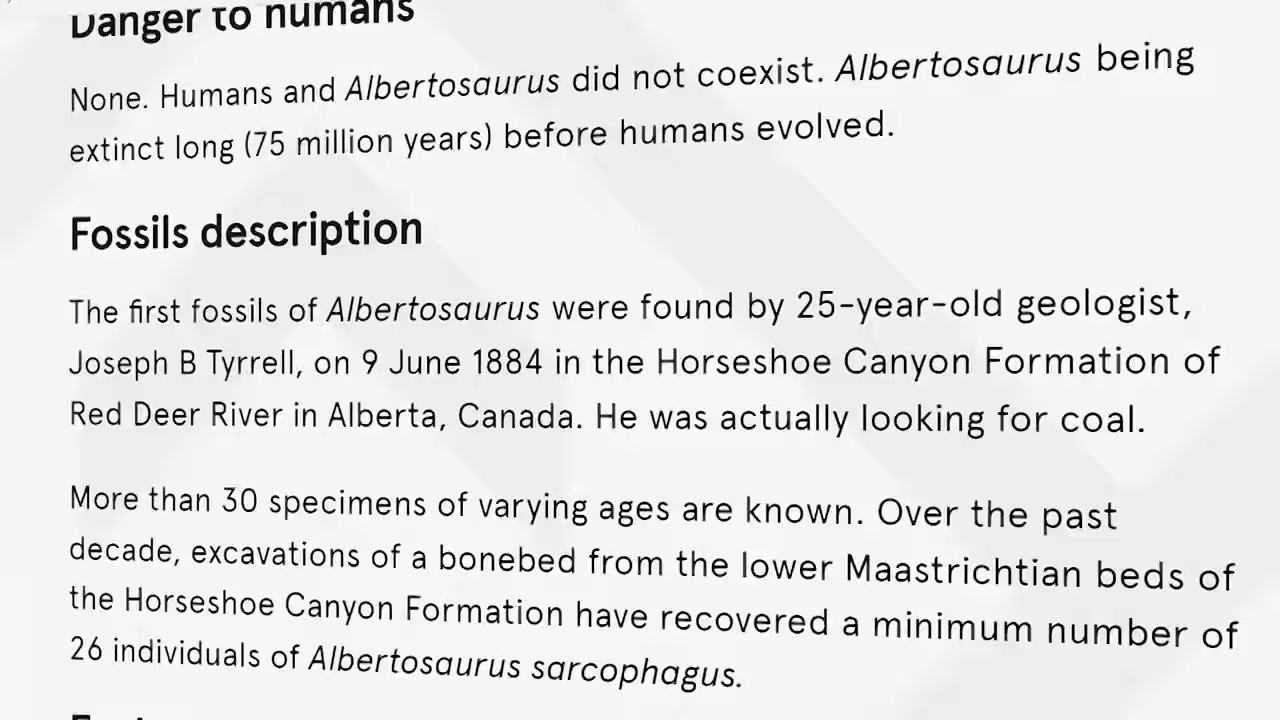 Danger to humans
None. Humans and Albertosaurus did not coexist. Albertosaurus being
extinct long (75 million years) before humans evolved.
Fossils description
The first fossils of Albertosaurus were found by 25-year-old geologist,
Joseph B Tyrrell, on 9 June 1884 in the Horseshoe Canyon Formation of
Red Deer River in Alberta, Canada. He was actually looking for coal.
More than 30 specimens of varying ages are known. Over the past
decade, excavations of a bonebed from the lower Maastrichtian beds of
the Horseshoe Canyon Formation have recovered a minimum number of
26 individuals of Albertosaurus sarcophagus.